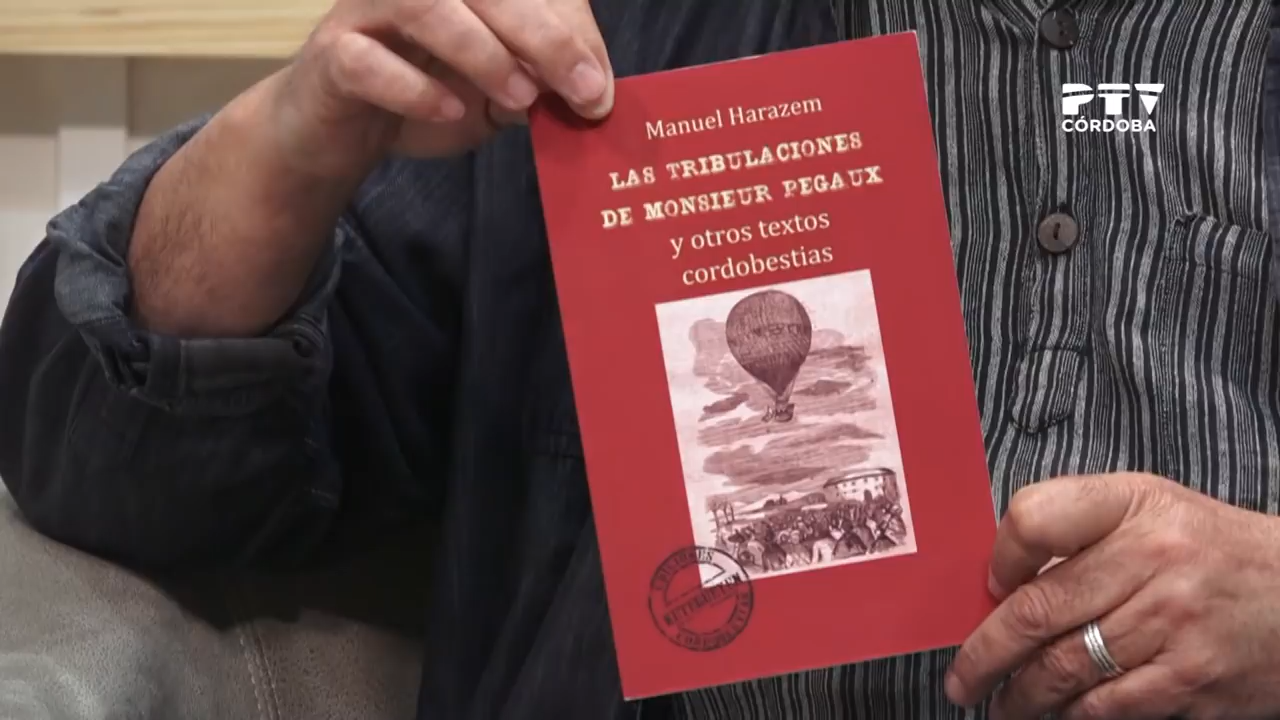 PTV
CÓRDOBA
Manuel Harazem
LAS TRIBULACIONES
DE MONSIEUR PEGAUX
y otros textos
cordobestias